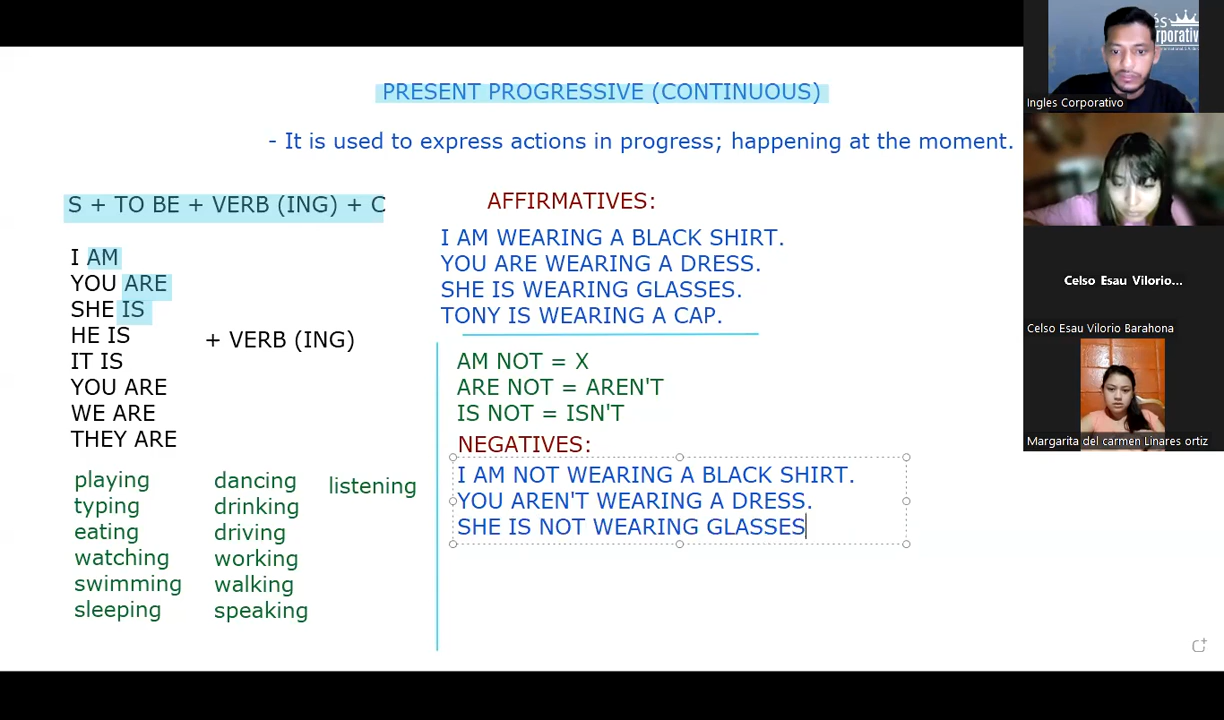 PRESENT PROGRESSIVE (CONTINUOUS)
- It is used to express actions in progress; happening at the moment.
S + TO BE + VERB (ING) + C
I AM
YOU ARE
SHE IS
HE IS
IT IS
YOU ARE
WE ARE
THEY ARE
+ VERB (ING)
playing
typing
eating
watching
swimming
sleeping
dancing
drinking
driving
working
walking
speaking
listening
AFFIRMATIVES:
I AM WEARING A BLACK SHIRT.
YOU ARE WEARING A DRESS.
SHE IS WEARING GLASSES.
TONY IS WEARING A CAP.
AM NOT = X
ARE NOT = AREN'T
IS NOT = ISN'T
NEGATIVES:
I AM NOT WEARING A BLACK SHIRT.
YOU AREN'T WEARING A DRESS.
SHE IS NOT WEARING GLASSES
Ingles Corporativo
Celso Esau Vilorio...
Celso Esau Vilorio Barahona
Margarita del carmen Linares ortiz